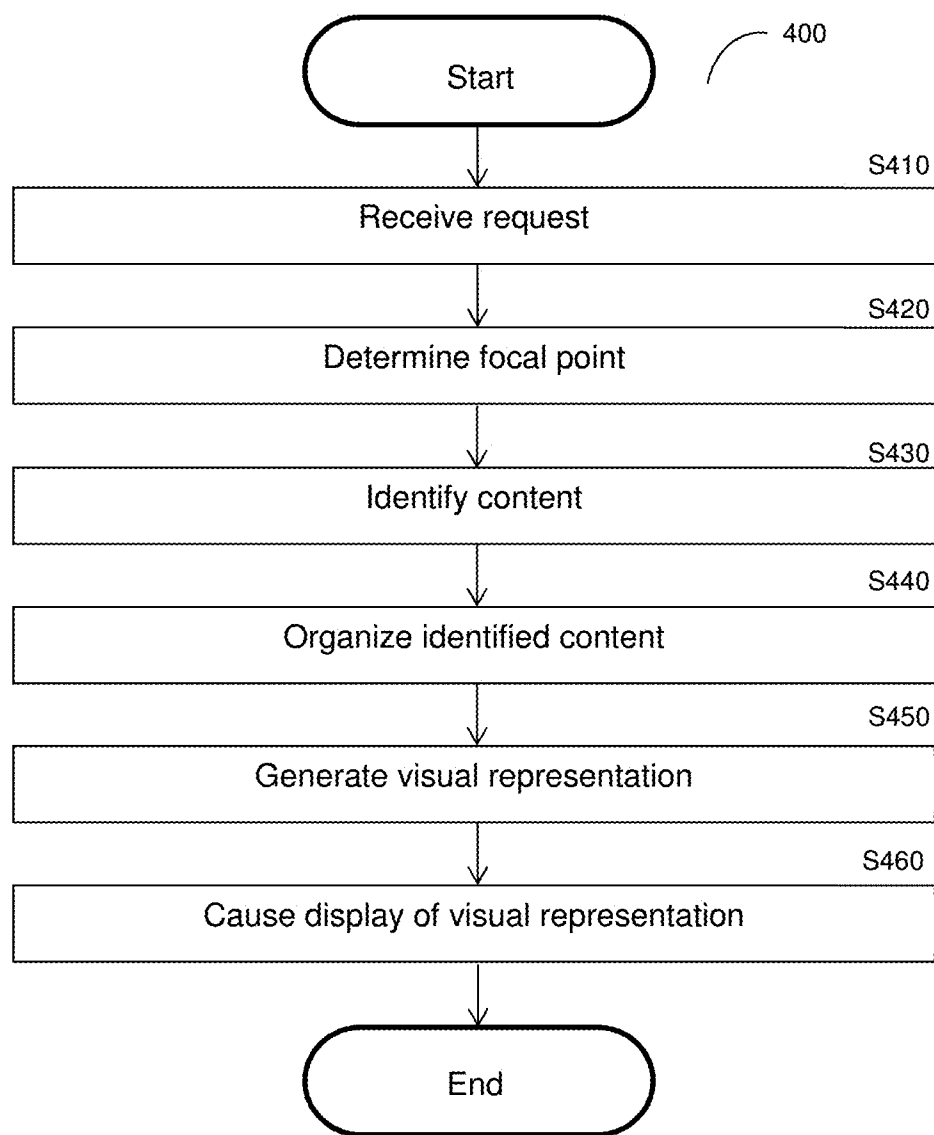 400
Start
S410
Receive request
S420
Determine focal point
S430
Identify content
S440
Organize identified content
S450
Generate visual representation
S460
Cause display of visual representation
End